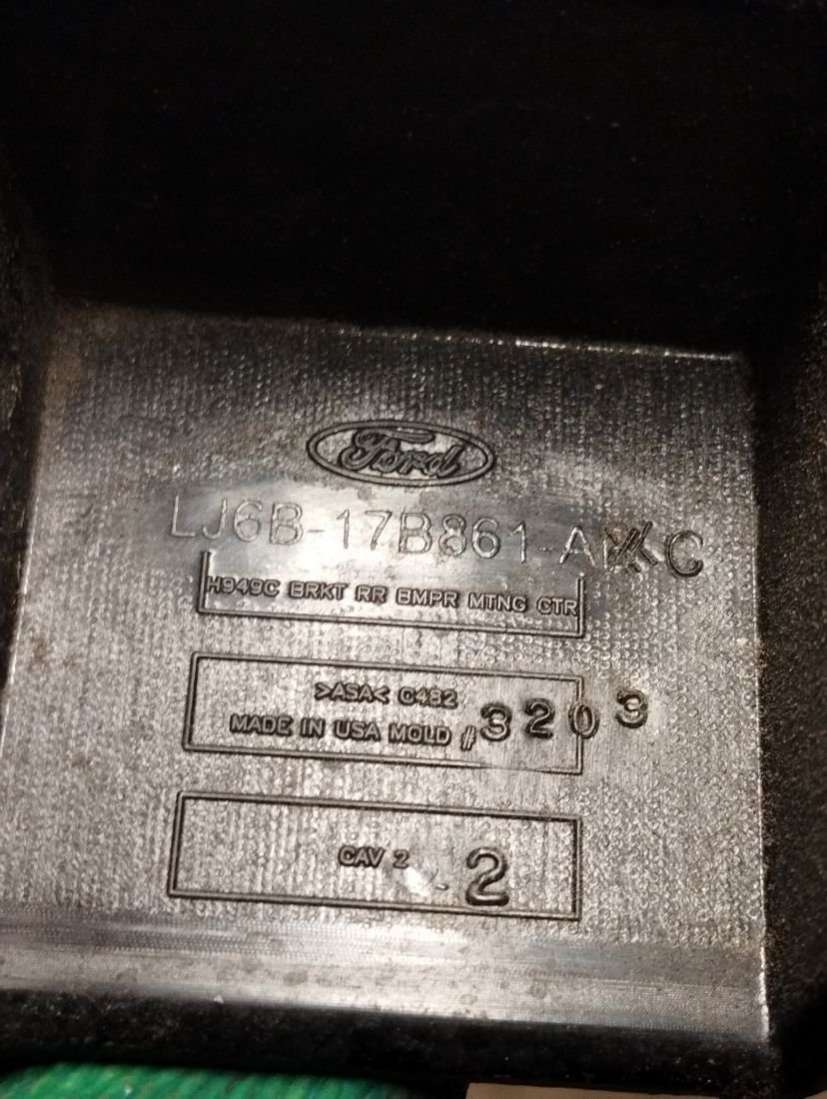 Ford
LJ6B-17B861-A C
H949C BRKT RR BMPR MTNG CTR
>ASA< C482
MADE IN USA MOLD #3203
CAV 2 2